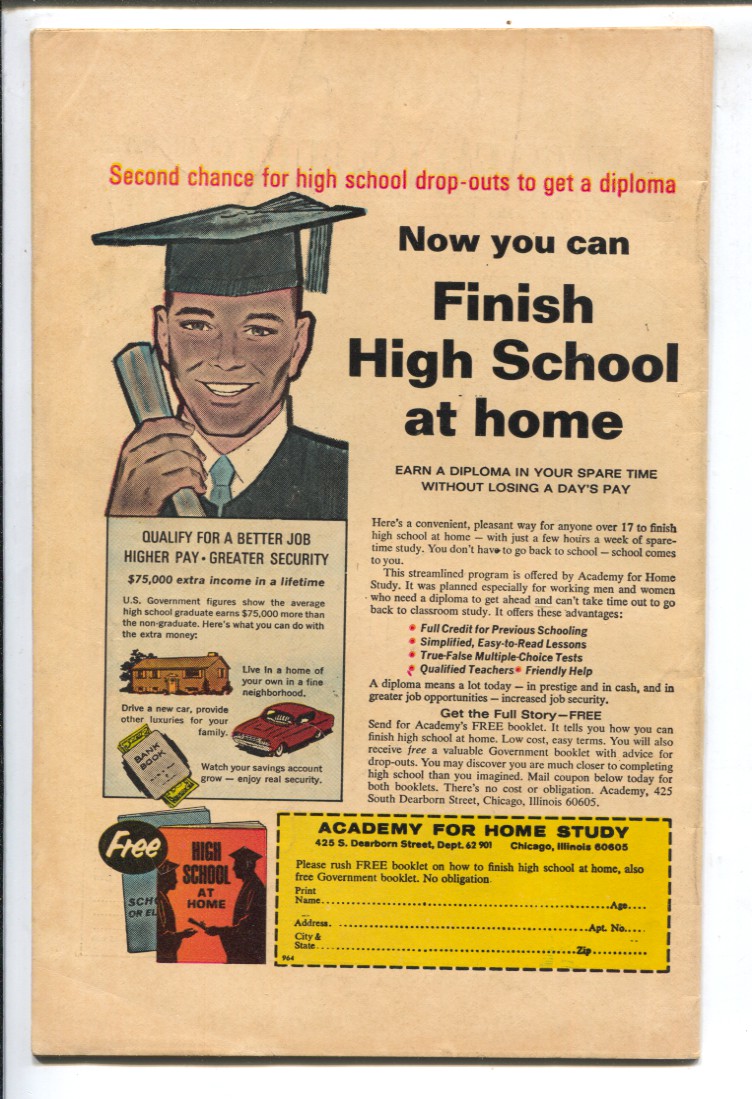 Second chance for high school drop-outs to get a diploma
Now you can
Finish
High School
at home
EARN A DIPLOMA IN YOUR SPARE TIME
WITHOUT LOSING A DAY'S PAY
Here's a convenient, pleasant way for anyone over 17 to finish
high school at home — with just a few hours a week of spare-
time study. You don't have to go back to school — school comes
to you.
This streamlined program is offered by Academy for Home
Study. It was planned especially for working men and women
who need a diploma to get ahead and can't take time out to go
back to classroom study. It offers these advantages:
• Full Credit for Previous Schooling
• Simplified, Easy-to-Read Lessons
• True-False Multiple-Choice Tests
• Qualified Teachers • Friendly Help
A diploma means a lot today — in prestige and in cash, and in
greater job opportunities — increased job security.
Get the Full Story—FREE
Send for Academy's FREE booklet. It tells you how you can
finish high school at home. Low cost, easy terms. You will also
receive free a valuable Government booklet with advice for
drop-outs. You may discover you are much closer to completing
high school than you imagined. Mail coupon below today for
both booklets. There's no cost or obligation. Academy, 425
South Dearborn Street, Chicago, Illinois 60605.
QUALIFY FOR A BETTER JOB
HIGHER PAY • GREATER SECURITY
$75,000 extra income in a lifetime
U.S. Government figures show the average
high school graduate earns $75,000 more than
the non-graduate. Here's what you can do with
the extra money:
Live in a home of
your own in a fine
neighborhood.
Drive a new car, provide
other luxuries for your
family.
BANK
BOOK
Watch your savings account
grow — enjoy real security.
Free
SCHO
OR EL
HIGH
SCHOOL
AT
HOME
ACADEMY FOR HOME STUDY
425 S. Dearborn Street, Dept. 62 901 Chicago, Illinois 60605
Please rush FREE booklet on how to finish high school at home, also
free Government booklet. No obligation
Print
Name Age
Address Apt. No.
City &
State Zip
964